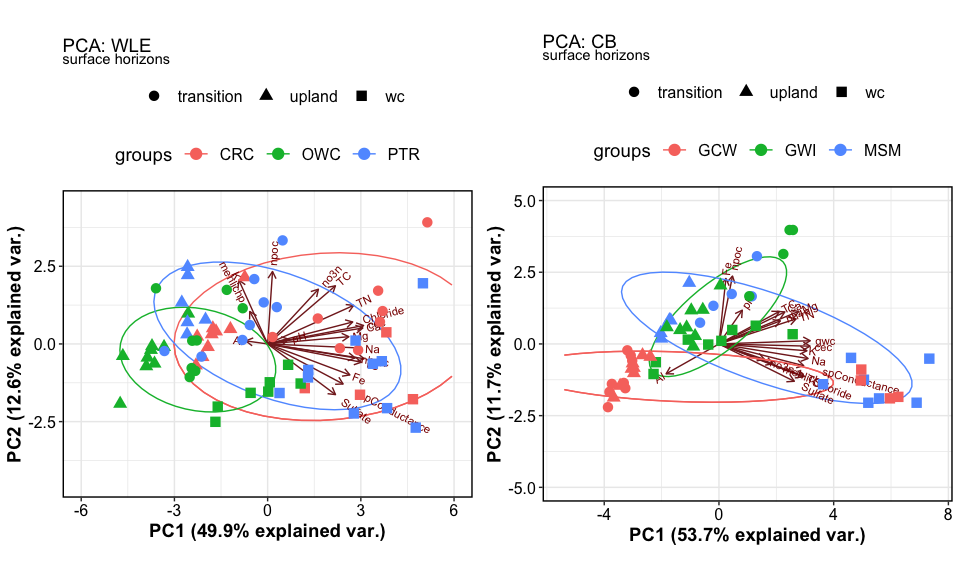 PCA: WLE
surface horizons
transition upland wc
groups CRC OWC PTR
PC2 (12.6% explained var.)
2.5
0.0
-2.5
-6 -3 0 3 6
PC1 (49.9% explained var.)
npoc
no3n
TC
TN
Chloride
Na
Fe
spConductance
Sulfate
pH
PCA: CB
surface horizons
transition upland wc
groups GCW GWI MSM
PC2 (11.7% explained var.)
5.0
2.5
0.0
-2.5
-5.0
-4 0 4 8
PC1 (53.7% explained var.)
Fe
npoc
gwc
cec
Na
spConductance
Sulfate